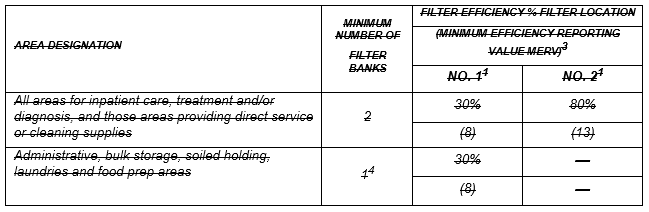 AREA DESIGNATION
MINIMUM
NUMBER OF
FILTER
BANKS
FILTER EFFICIENCY % FILTER LOCATION
(MINIMUM EFFICIENCY REPORTING
VALUE MERV)3
NO. 11
NO. 21
All areas for inpatient care, treatment and/or
diagnosis, and those areas providing direct service
or cleaning supplies
2
30%
80%
(8)
(13)
Administrative, bulk storage, soiled holding,
laundries and food prep areas
14
30%
—
(8)
—